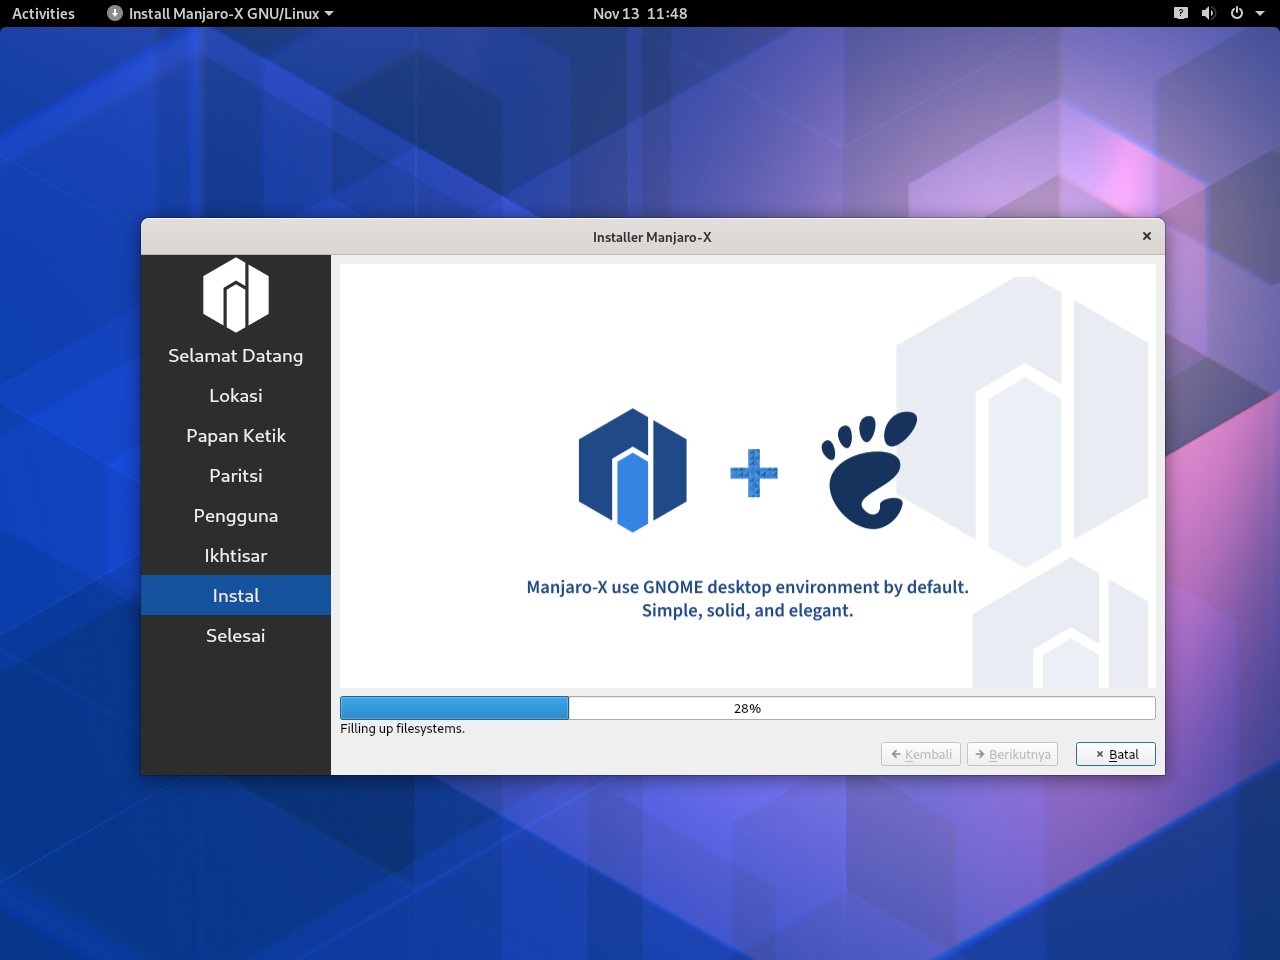 Activities
Install Manjaro-X GNU/Linux
Nov 13 11:48
Installer Manjaro-X
Selamat Datang
Lokasi
Papan Ketik
Paritsi
Pengguna
Ikhtisar
Instal
Selesai
Manjaro-X use GNOME desktop environment by default.
Simple, solid, and elegant.
28%
Filling up filesystems.
Kembali
Berikutnya
Batal